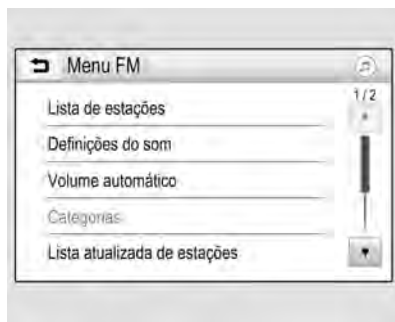 Menu FM
1/2
Lista de estações
Definições do som
Volume automático
Categorias
Lista atualizada de estações